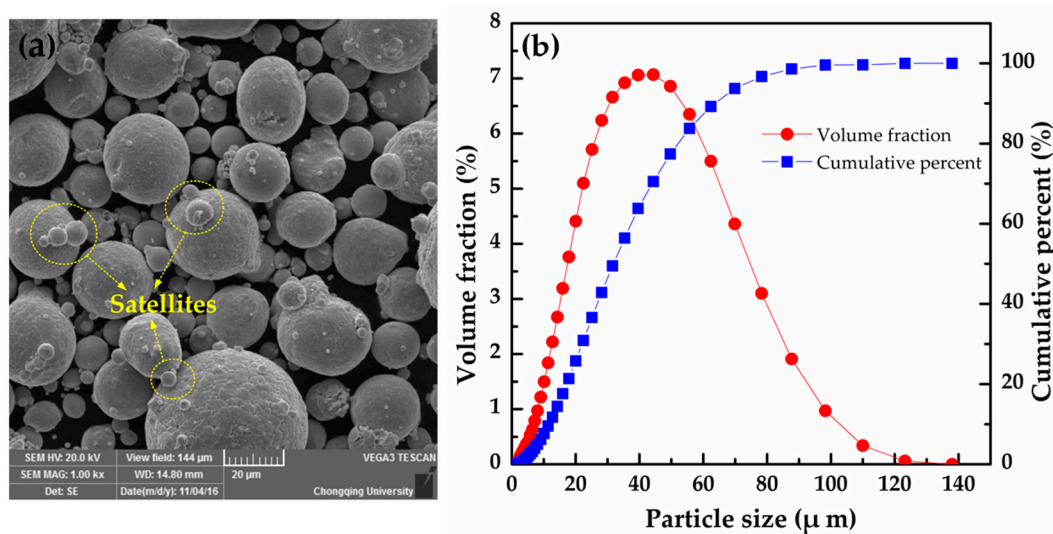 (a)
Satellites
SEM HV: 20.0 kV View field: 144 µm VEGA3 TESCAN
SEM MAG: 1.00 kx WD: 14.80 mm 20 µm
Det: SE Date(m/d/y): 11/04/16 Chongqing University
(b)
8
7
6
5
4
3
2
1
0
Volume fraction (%)
Volume fraction
Cumulative percent
100
80
60
40
20
0
Cumulative percent (%)
0 20 40 60 80 100 120 140
Particle size (µ m)